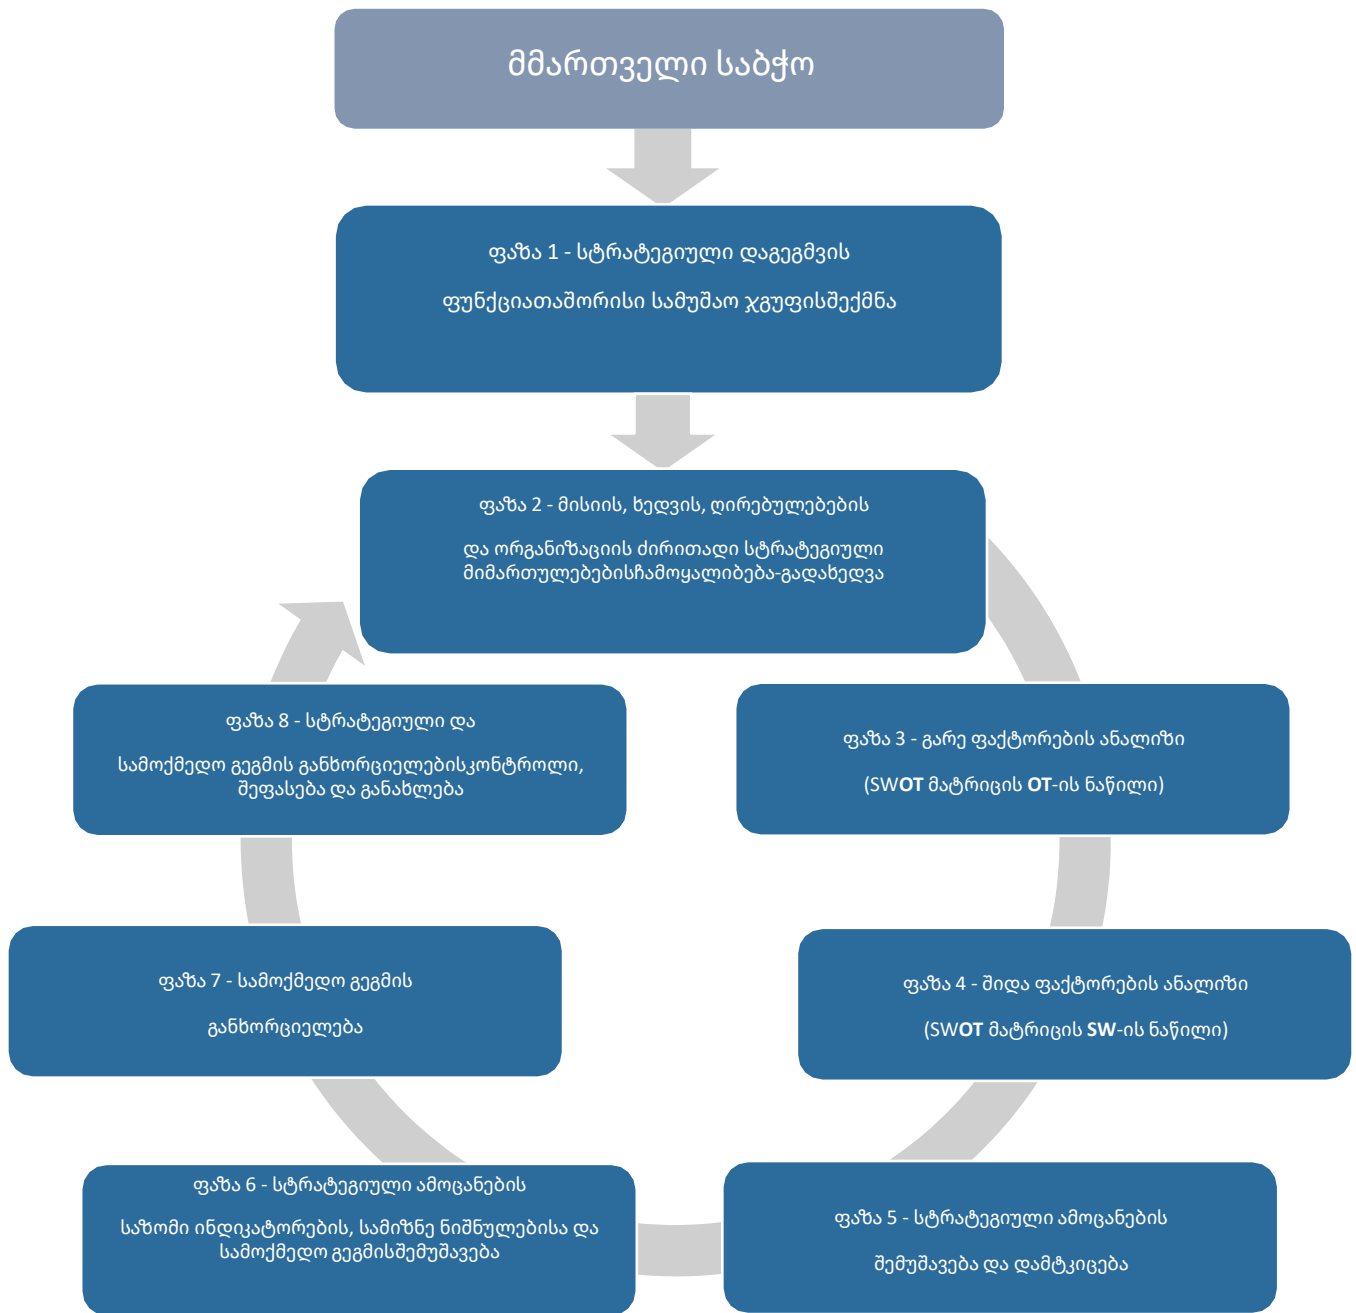 მმართველი საბჭო
ფაზა 1 - სტრატეგიული დაგეგმვის
ფუნქციათაშორისი სამუშაო ჯგუფისშექმნა
ფაზა 2 - მისიის, ხედვის, ღირებულებების
და ორგანიზაციის ძირითადი სტრატეგიული
მიმართულებებისჩამოყალიბება-გადახედვა
ფაზა 3 - გარე ფაქტორების ანალიზი
(SWOT მატრიცის OT-ის ნაწილი)
ფაზა 4 - შიდა ფაქტორების ანალიზი
(SWOT მატრიცის SW-ის ნაწილი)
ფაზა 5 - სტრატეგიული ამოცანების
შემუშავება და დამტკიცება
ფაზა 6 - სტრატეგიული ამოცანების
საზომი ინდიკატორების, სამიზნე ნიშნულებისა და
სამოქმედო გეგმისშემუშავება
ფაზა 7 - სამოქმედო გეგმის
განხორციელება
ფაზა 8 - სტრატეგიული და
სამოქმედო გეგმის განხორციელებისკონტროლი,
შეფასება და განახლება